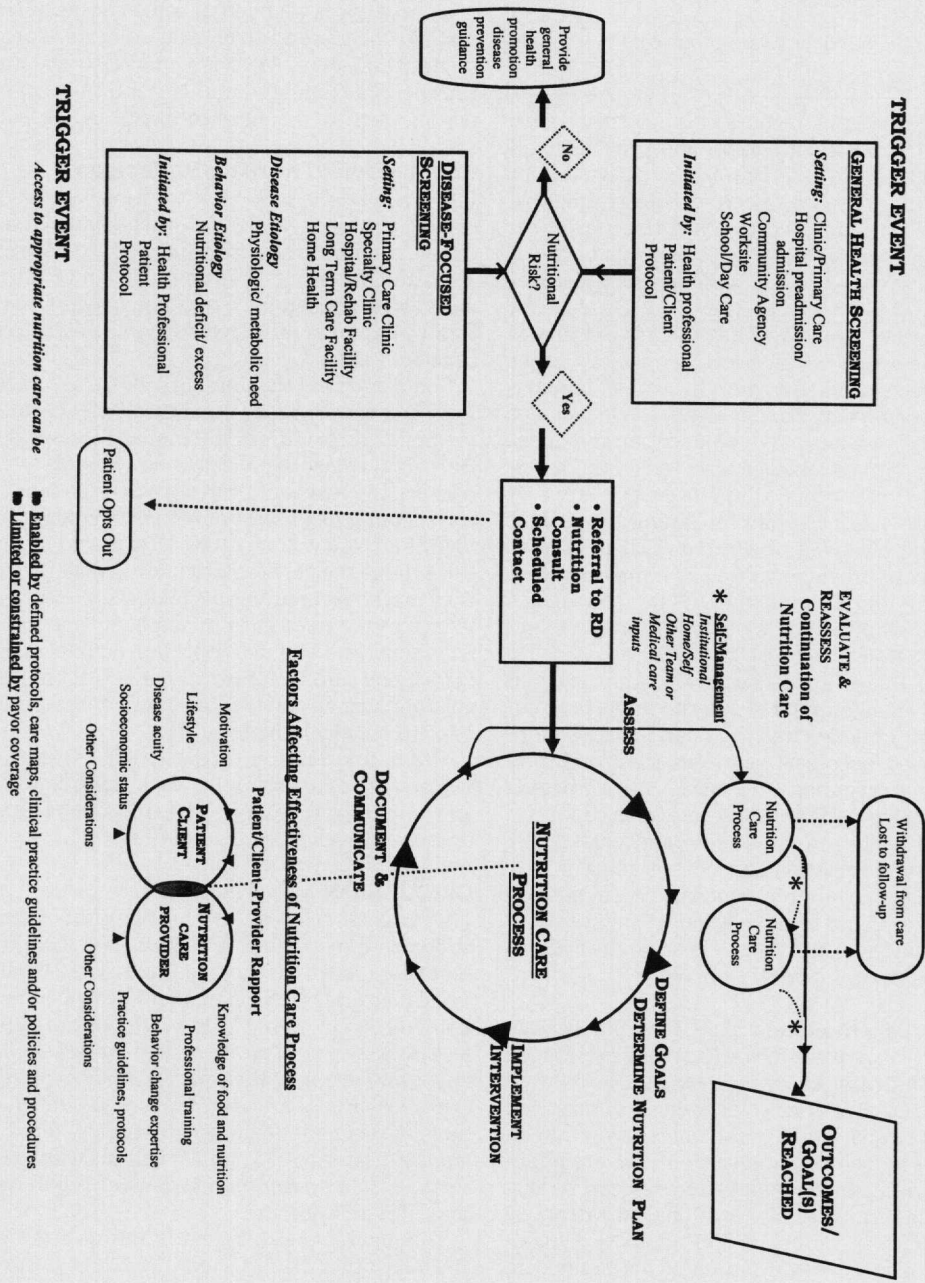 TRIGGER EVENT
GENERAL HEALTH SCREENING
Setting: Clinic/Primary Care
Hospital preadmission/
admission
Community Agency
Worksite
School/Day Care
Initiated by: Health professional
Patient/Client
Protocol
Provide
general
health
promotion
disease
prevention
guidance
No
Nutritional
Risk?
Yes
DISEASE-FOCUSED
SCREENING
Setting: Primary Care Clinic
Specialty Clinic
Hospital/Rehab Facility
Long Term Care Facility
Home Health
Disease Etiology
Physiologic/ metabolic need
Behavior Etiology
Nutritional deficit/ excess
Initiated by: Health Professional
Patient
Protocol
TRIGGER EVENT
• Referral to RD
• Nutrition
Consult
• Scheduled
Contact
Patient Opts Out
EVALUATE &
REASSESS
Continuation of
Nutrition Care
* Self-Management
Institutional
Home/Self
Other Team or
Medical care
inputs
Withdrawal from care
Lost to follow-up
Nutrition
Care
Process
*
Nutrition
Care
Process
*
OUTCOMES/
GOAL(S)
REACHED
ASSESS
DEFINE GOALS
DETERMINE NUTRITION PLAN
NUTRITION CARE
PROCESS
IMPLEMENT
INTERVENTION
DOCUMENT &
COMMUNICATE
Factors Affecting Effectiveness of Nutrition Care Process
Patient/Client-Provider Rapport
Motivation
Lifestyle
Disease acuity
Socioeconomic status
Other Considerations
PATIENT
CLIENT
NUTRITION
CARE
PROVIDER
Knowledge of food and nutrition
Professional training
Behavior change expertise
Practice guidelines, protocols
Other Considerations
Access to appropriate nutrition care can be
Enabled by defined protocols, care maps, clinical practice guidelines and/or policies and procedures
Limited or constrained by payor coverage